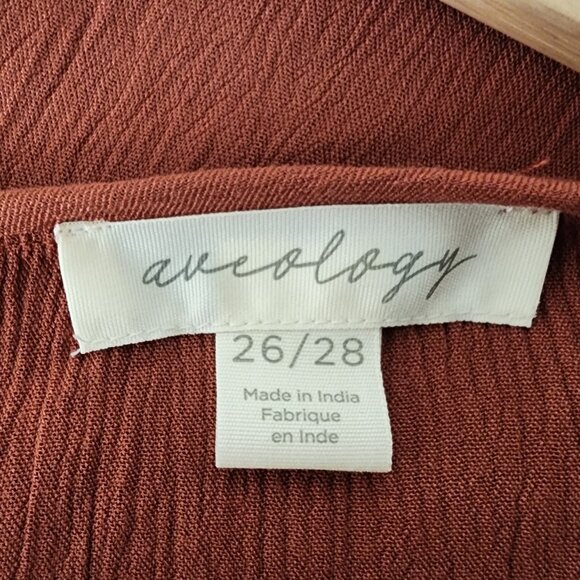 aveology
26/28
Made in India
Fabrique
en Inde